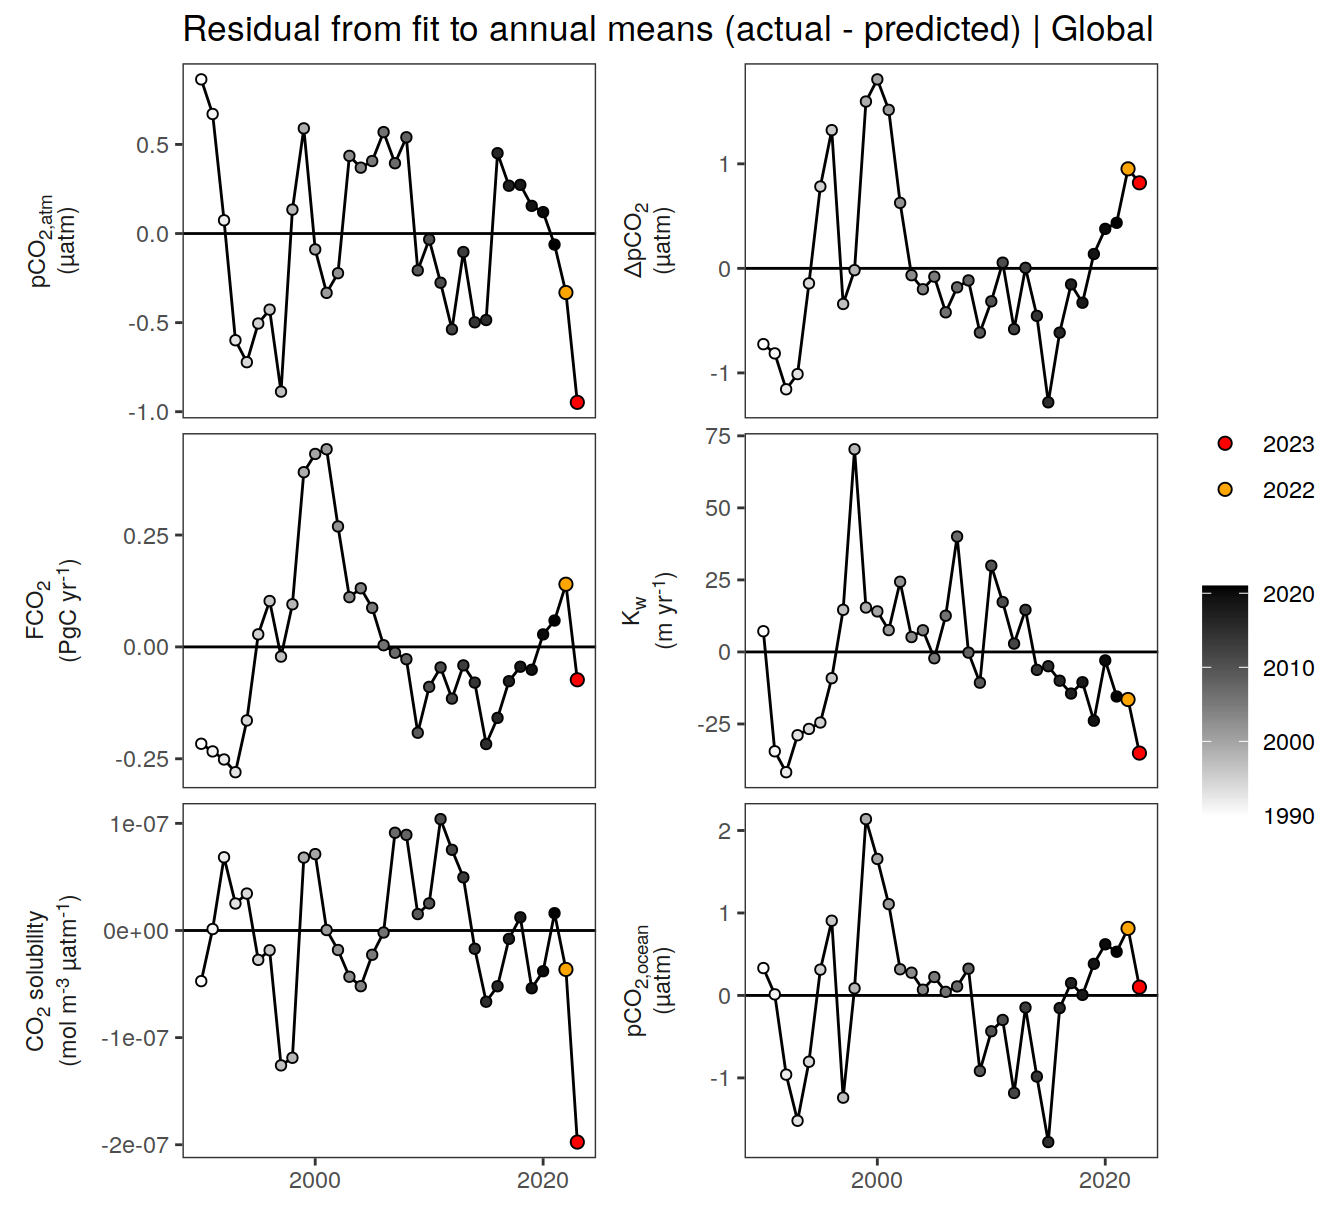 Residual from fit to annual means (actual - predicted) | Global
pCO2,atm
(µatm)
0.5
0.0
-0.5
-1.0
ΔpCO2
(µatm)
1
0
-1
FCO2
(PgC yr-1)
0.25
0.00
-0.25
Kw
(m yr-1)
75
50
25
0
-25
CO2 solubility
(mol m-3 µatm-1)
1e-07
0e+00
-1e-07
-2e-07
2000
2020
pCO2,ocean
(µatm)
2
1
0
-1
2000
2020
2023
2022
2020
2010
2000
1990